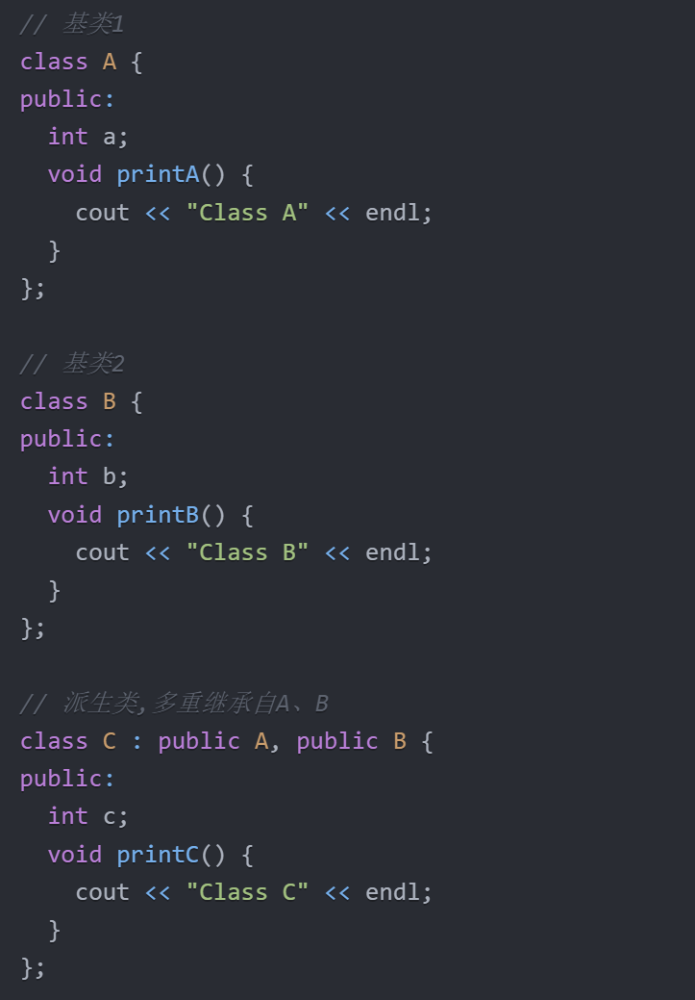 // 基类1
class A {
public:
  int a;
  void printA() {
    cout << "Class A" << endl;
  }
};

// 基类2
class B {
public:
  int b;
  void printB() {
    cout << "Class B" << endl;
  }
};

// 派生类,多重继承自A、B
class C : public A, public B {
public:
  int c;
  void printC() {
    cout << "Class C" << endl;
  }
};